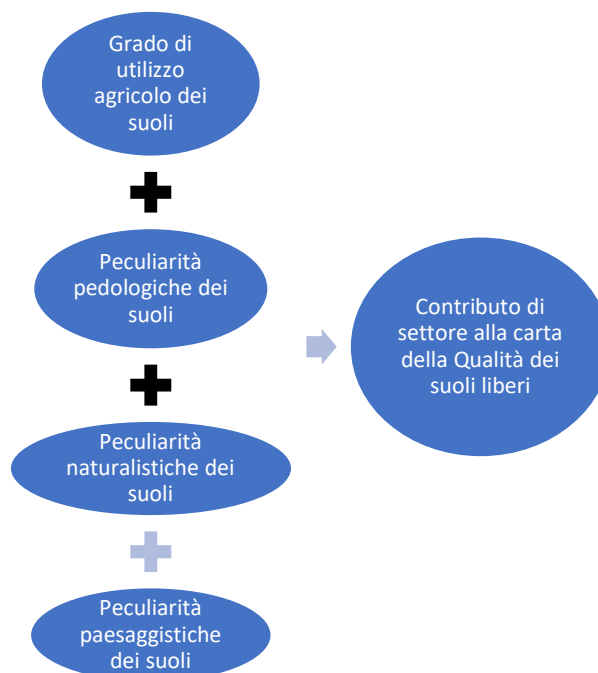 Grado di
utilizzo
agricolo dei
suoli
Peculiarità
pedologiche dei
suoli
Contributo di
settore alla carta
della Qualità dei
suoli liberi
Peculiarità
naturalistiche dei
suoli
Peculiarità
paesaggistiche
dei suoli